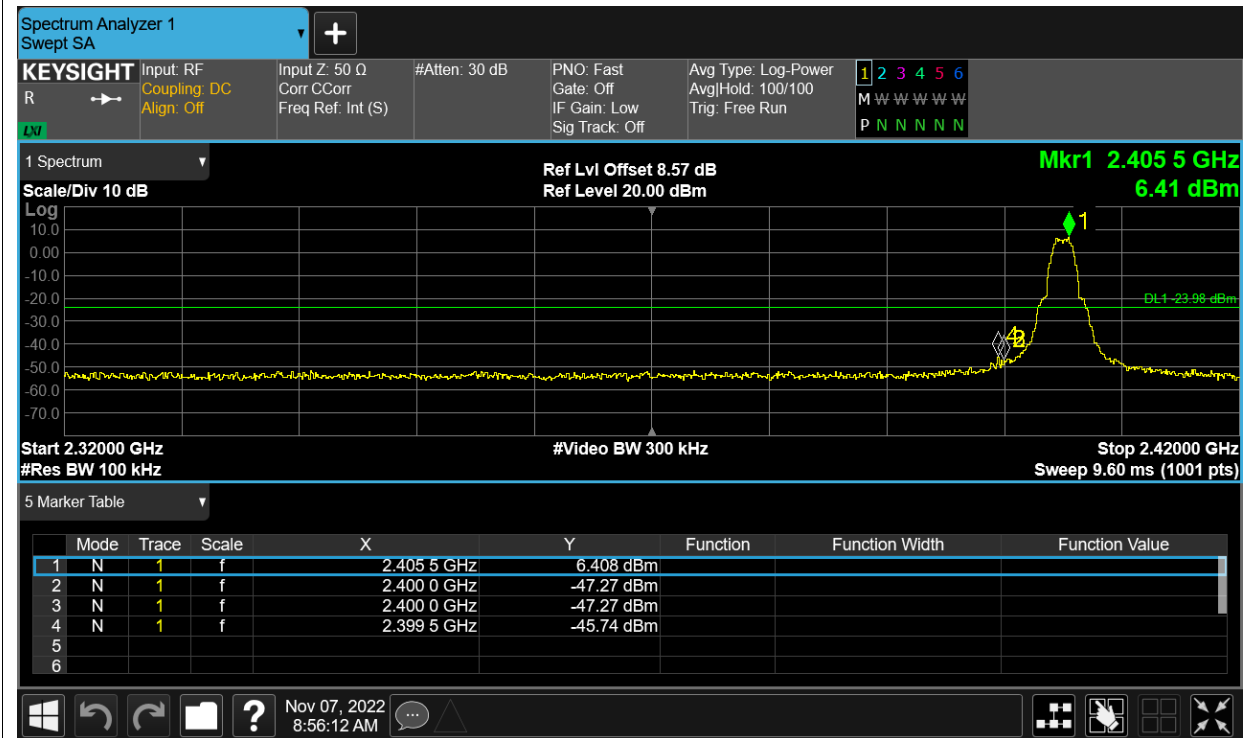 Spectrum Analyzer 1
Swept SA
+
KEYSIGHT
R
LXI
Input: RF
Coupling: DC
Align: Off
Input Z: 50 Ω
Corr CCorr
Freq Ref: Int (S)
#Atten: 30 dB
PNO: Fast
Gate: Off
IF Gain: Low
Sig Track: Off
Avg Type: Log-Power
Avg|Hold: 100/100
Trig: Free Run
1 2 3 4 5 6
M W W W W W
P N N N N N
1 Spectrum
Scale/Div 10 dB
Ref Lvl Offset 8.57 dB
Ref Level 20.00 dBm
Mkr1 2.405 5 GHz
6.41 dBm
Log
10.0
0.00
-10.0
-20.0
-30.0
-40.0
-50.0
-60.0
-70.0
1
DL1 -23.98 dBm
Start 2.32000 GHz
#Video BW 300 kHz
Stop 2.42000 GHz
#Res BW 100 kHz
Sweep 9.60 ms (1001 pts)
5 Marker Table
Mode Trace Scale X Y Function Function Width Function Value
1 N 1 f 2.405 5 GHz 6.408 dBm
2 N 1 f 2.400 0 GHz -47.27 dBm
3 N 1 f 2.400 0 GHz -47.27 dBm
4 N 1 f 2.399 5 GHz -45.74 dBm
5
6
?
Nov 07, 2022
8:56:12 AM